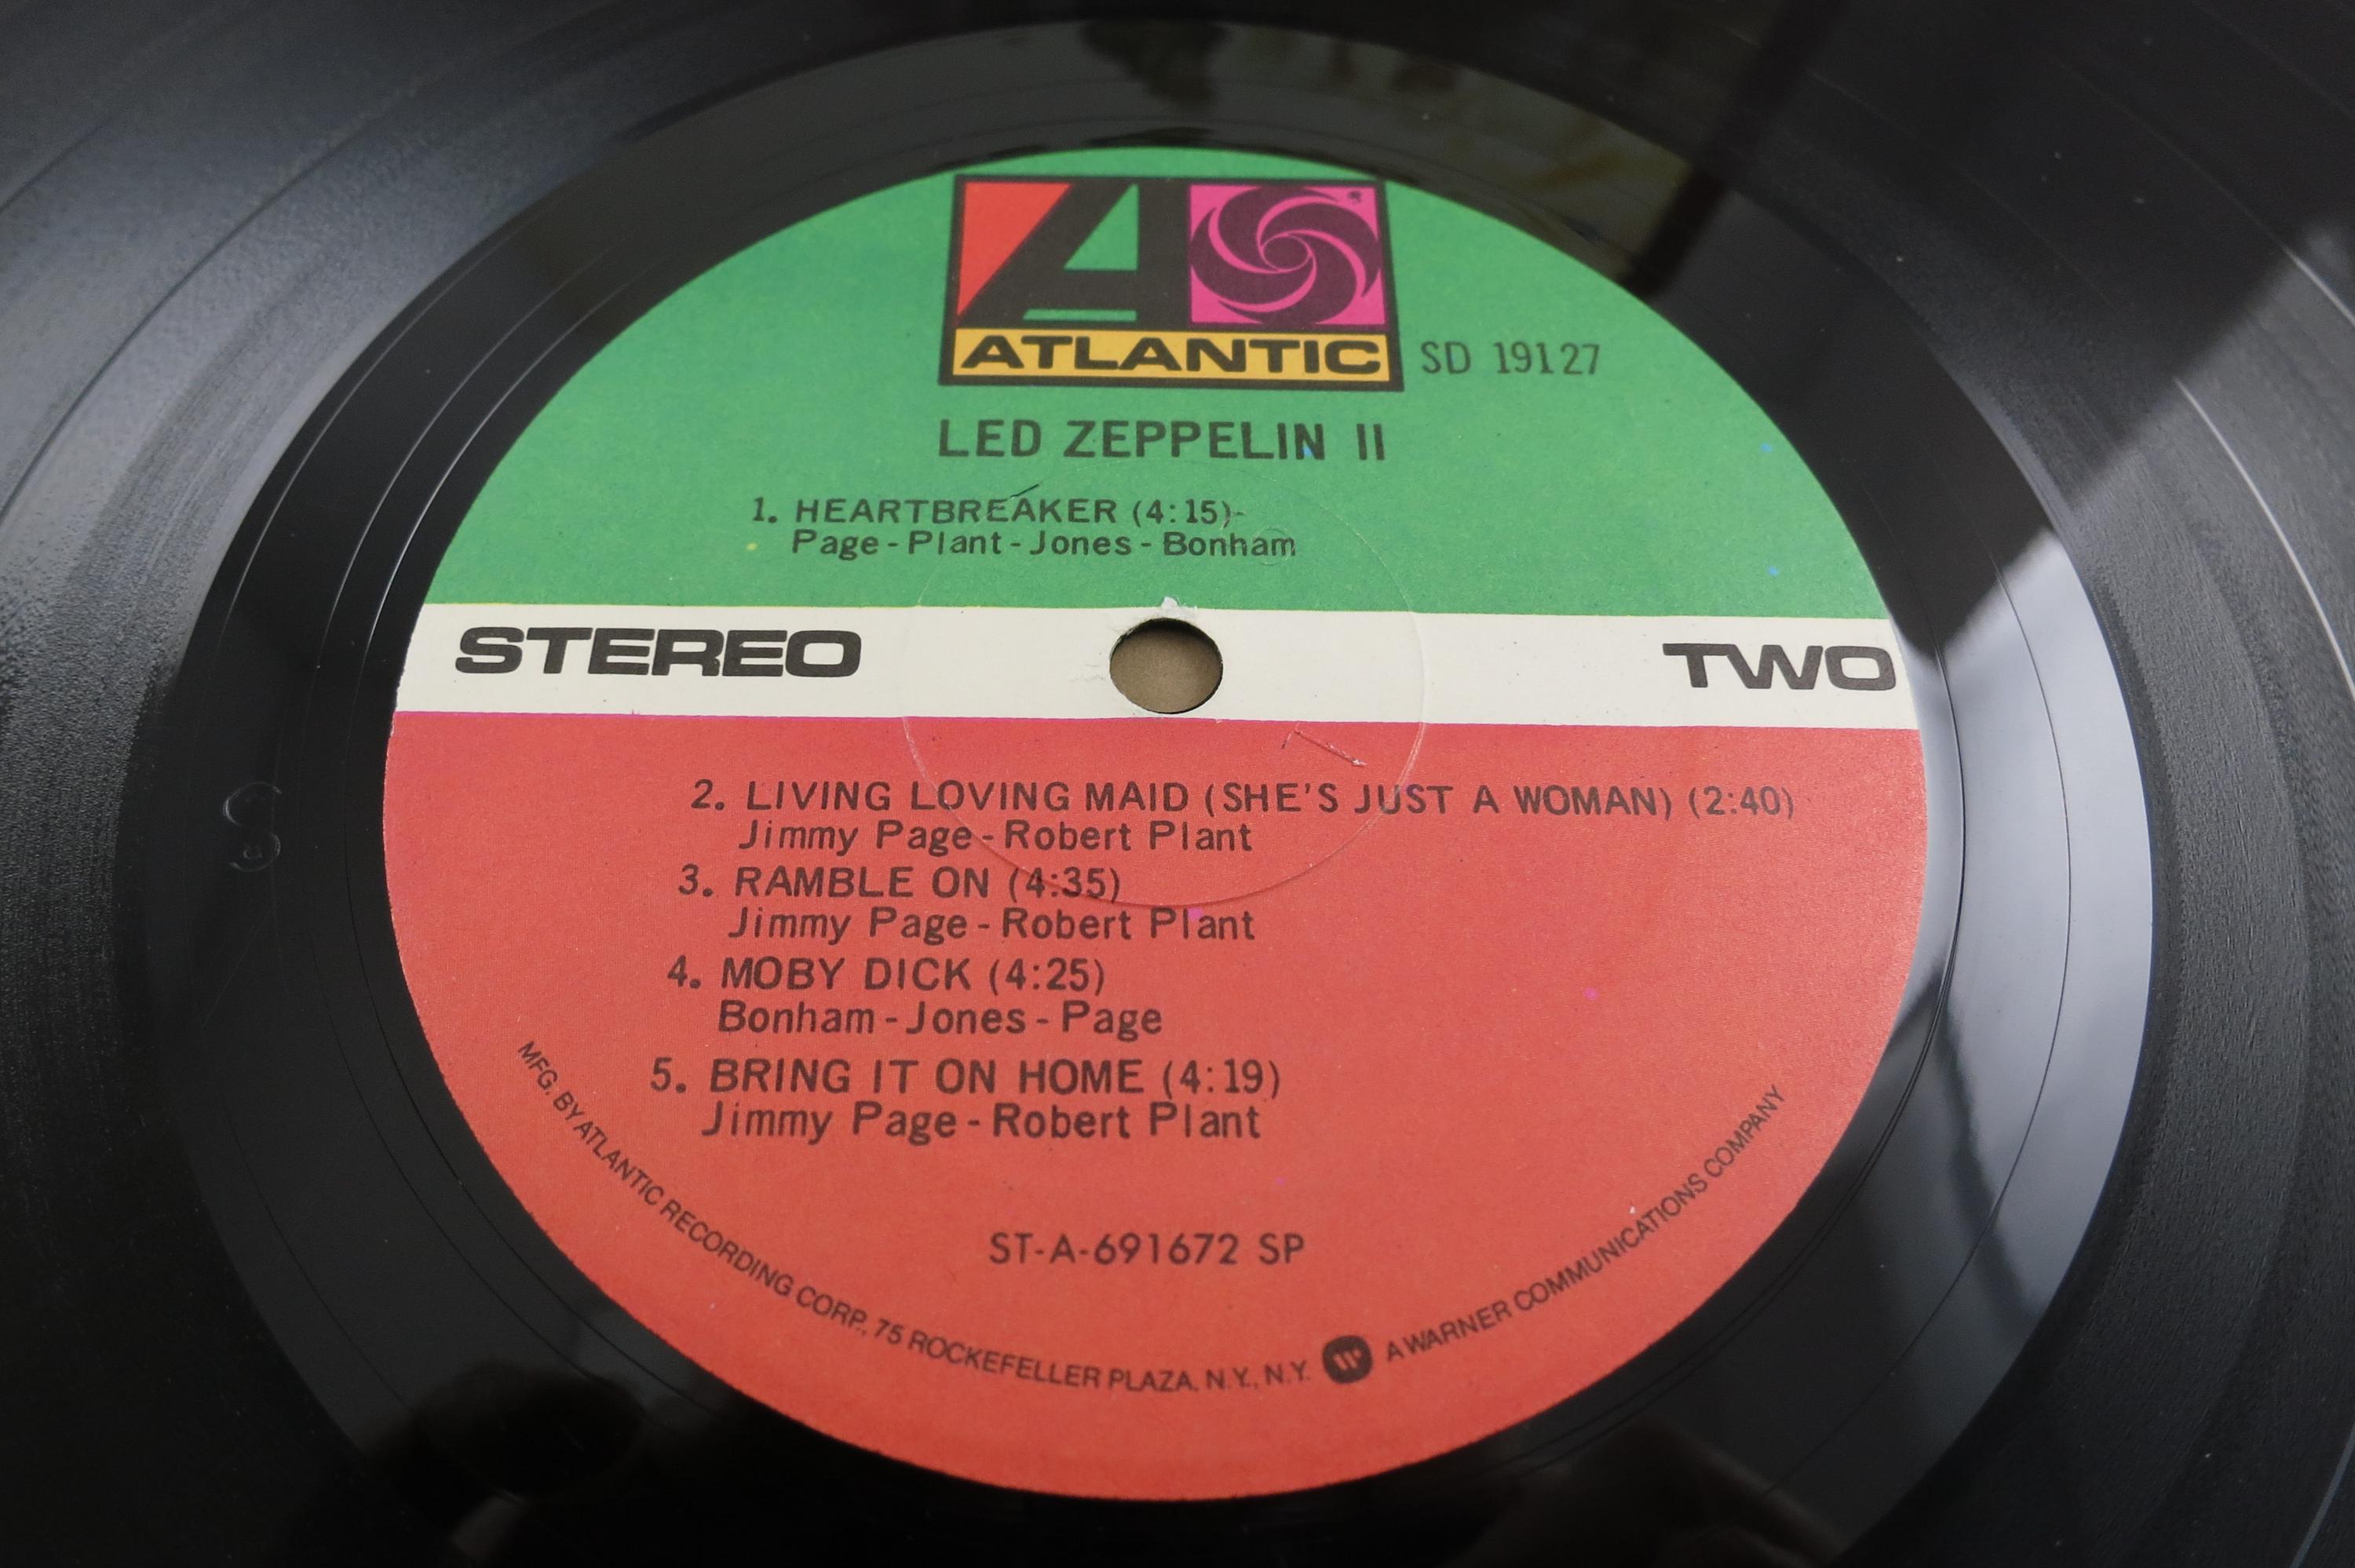 ATLANTIC
SD 19127
LED ZEPPELIN II
1. HEARTBREAKER (4:15)
Page-Plant-Jones-Bonham
STEREO
TWO
2. LIVING LOVING MAID (SHE'S JUST A WOMAN) (2:40)
Jimmy Page-Robert Plant
3. RAMBLE ON (4:35)
Jimmy Page-Robert Plant
4. MOBY DICK (4:25)
Bonham-Jones-Page
5. BRING IT ON HOME (4:19)
Jimmy Page-Robert Plant
ST-A-691672 SP
MFG. BY ATLANTIC RECORDING CORP., 75 ROCKEFELLER PLAZA, N.Y., N.Y. A WARNER COMMUNICATIONS COMPANY